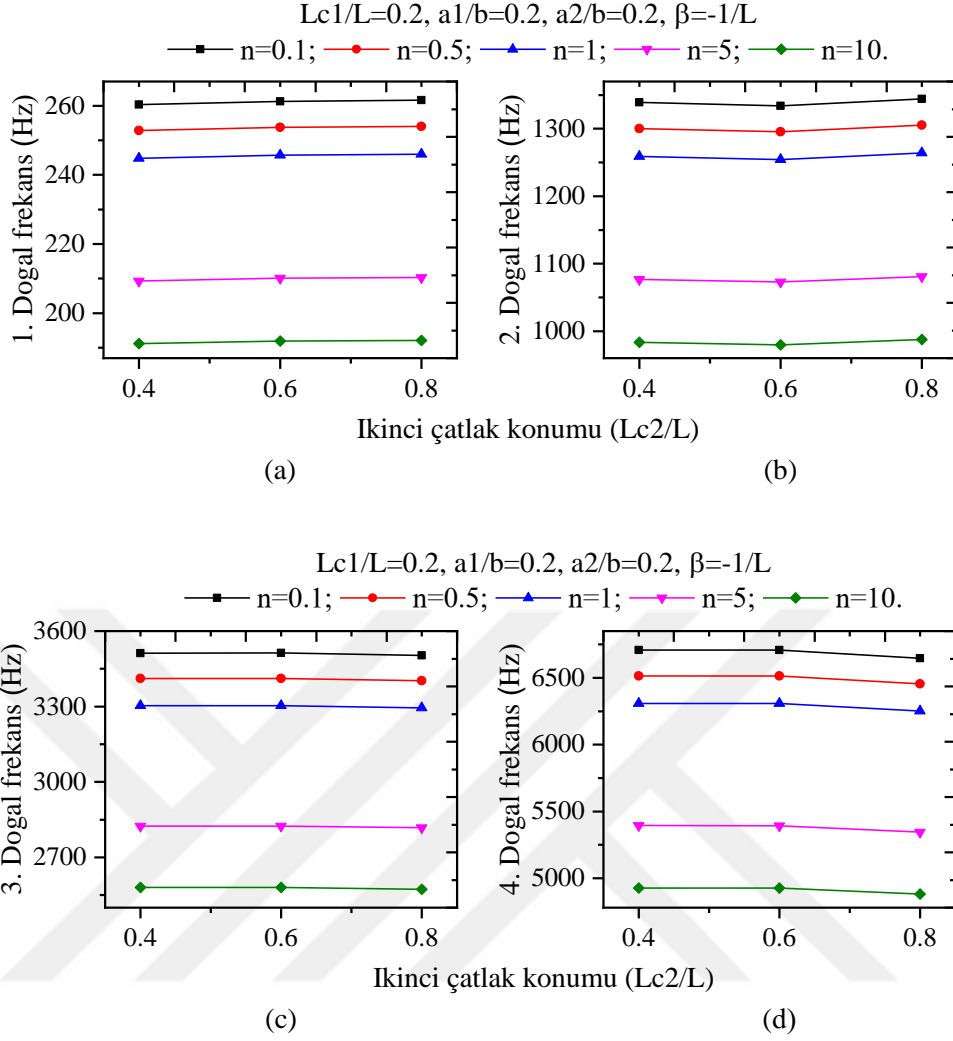 Lc1/L=0.2, a1/b=0.2, a2/b=0.2, β=-1/L
n=0.1; n=0.5; n=1; n=5; n=10.
1. Dogal frekans (Hz)
260
240
220
200
0.4 0.6 0.8
2. Dogal frekans (Hz)
1300
1200
1100
1000
0.4 0.6 0.8
Ikinci çatlak konumu (Lc2/L)
(a) (b)
Lc1/L=0.2, a1/b=0.2, a2/b=0.2, β=-1/L
n=0.1; n=0.5; n=1; n=5; n=10.
3. Dogal frekans (Hz)
3600
3300
3000
2700
0.4 0.6 0.8
4. Dogal frekans (Hz)
6500
6000
5500
5000
0.4 0.6 0.8
Ikinci çatlak konumu (Lc2/L)
(c) (d)